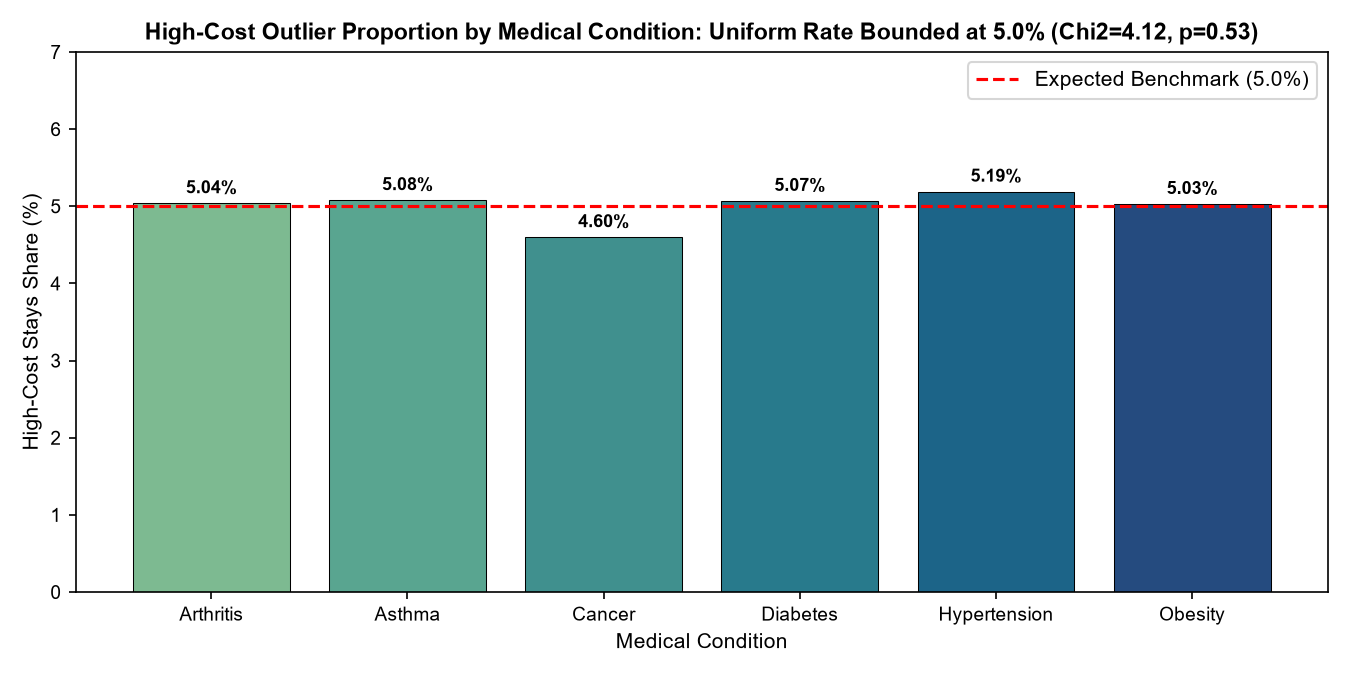 High-Cost Outlier Proportion by Medical Condition: Uniform Rate Bounded at 5.0% (Chi2=4.12, p=0.53)
Expected Benchmark (5.0%)
High-Cost Stays Share (%)
7
6
5
4
3
2
1
0
5.04%
5.08%
4.60%
5.07%
5.19%
5.03%
Arthritis
Asthma
Cancer
Diabetes
Hypertension
Obesity
Medical Condition